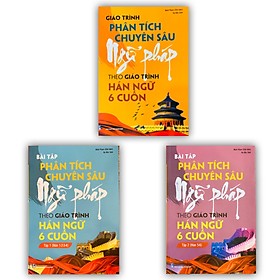 GIÁO TRÌNH
PHÂN TÍCH
CHUYÊN SÂU
Ngữ pháp
THEO GIÁO TRÌNH
HÁN NGỮ
6 CUỐN
BÀI TẬP
PHÂN TÍCH
CHUYÊN SÂU
Ngữ pháp
THEO GIÁO TRÌNH
HÁN NGỮ
6 CUỐN
BÀI TẬP
PHÂN TÍCH
CHUYÊN SÂU
Ngữ pháp
THEO GIÁO TRÌNH
HÁN NGỮ
6 CUỐN